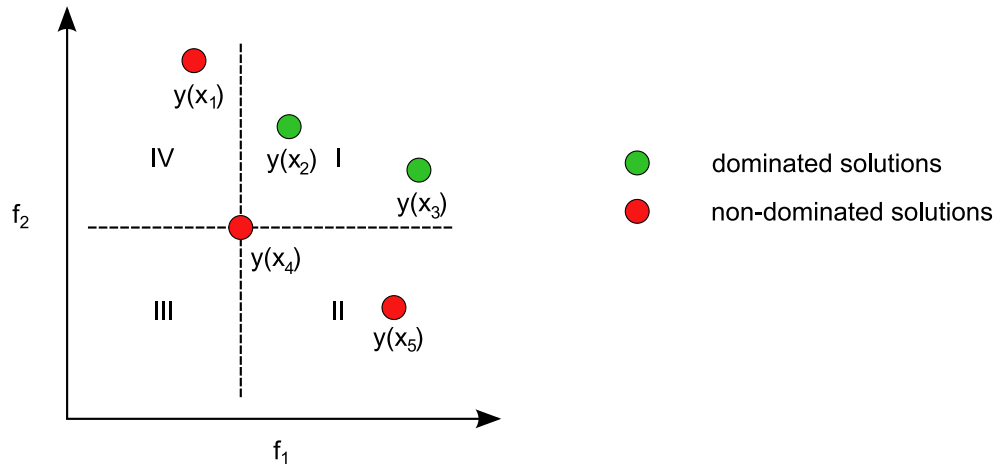 y(x₁)
IV
y(x₂)
I
dominated solutions
y(x₃)
non-dominated solutions
f₂
y(x₄)
III
II
y(x₅)
f₁